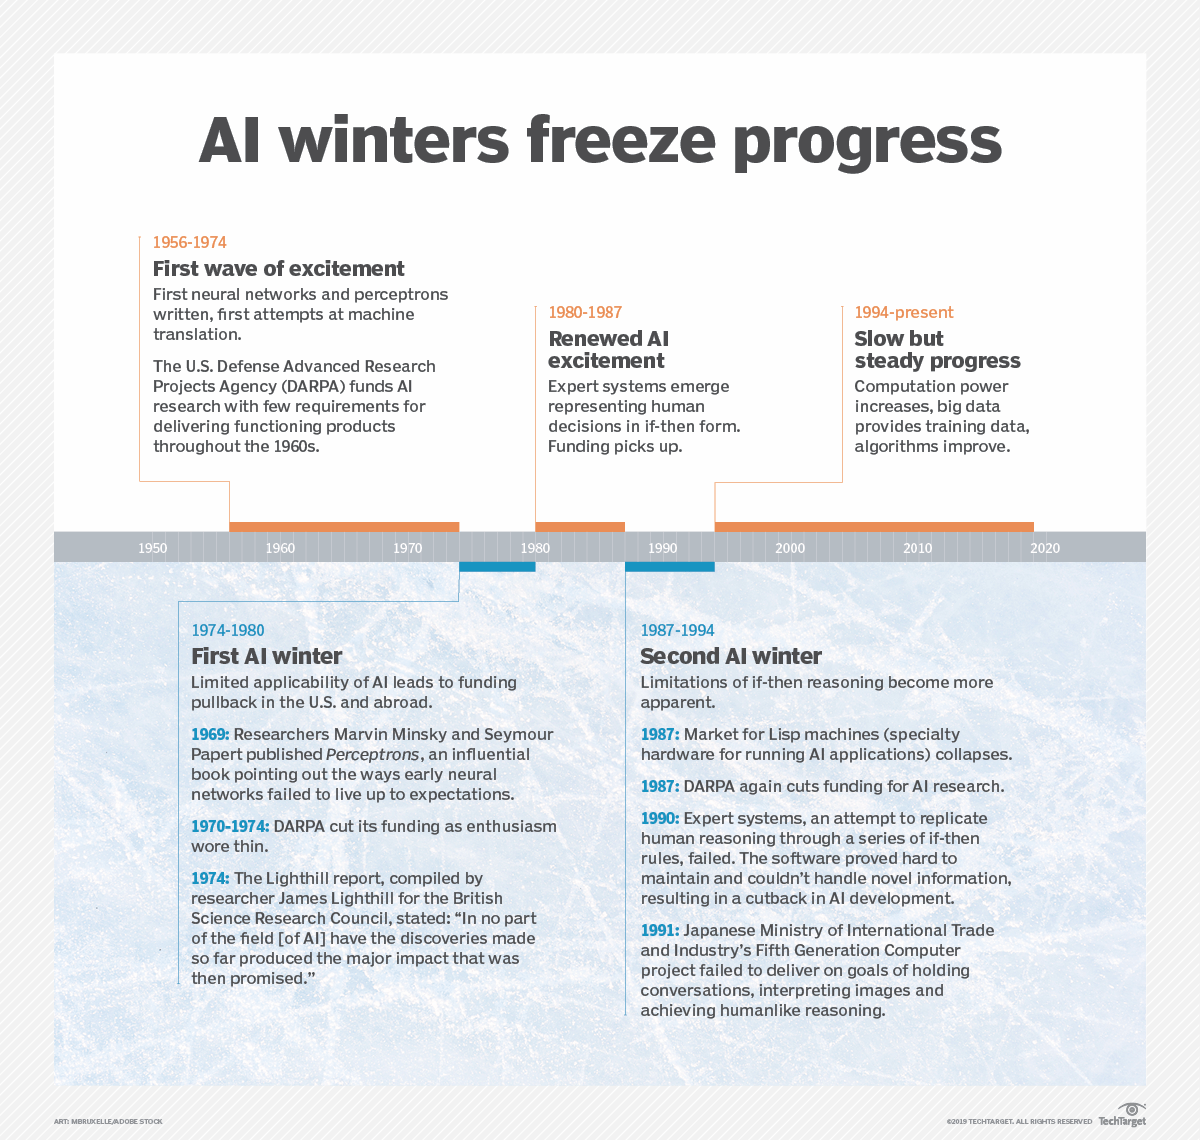 AI winters freeze progress
1956-1974
First wave of excitement
First neural networks and perceptrons
written, first attempts at machine
translation.
The U.S. Defense Advanced Research
Projects Agency (DARPA) funds AI
research with few requirements for
delivering functioning products
throughout the 1960s.
1980-1987
Renewed AI
excitement
Expert systems emerge
representing human
decisions in if-then form.
Funding picks up.
1994-present
Slow but
steady progress
Computation power
increases, big data
provides training data,
algorithms improve.
1950 1960 1970 1980 1990 2000 2010 2020
1974-1980
First AI winter
Limited applicability of AI leads to funding
pullback in the U.S. and abroad.
1969: Researchers Marvin Minsky and Seymour
Papert published Perceptrons, an influential
book pointing out the ways early neural
networks failed to live up to expectations.
1970-1974: DARPA cut its funding as enthusiasm
wore thin.
1974: The Lighthill report, compiled by
researcher James Lighthill for the British
Science Research Council, stated: “In no part
of the field [of AI] have the discoveries made
so far produced the major impact that was
then promised.”
1987-1994
Second AI winter
Limitations of if-then reasoning become more
apparent.
1987: Market for Lisp machines (specialty
hardware for running AI applications) collapses.
1987: DARPA again cuts funding for AI research.
1990: Expert systems, an attempt to replicate
human reasoning through a series of if-then
rules, failed. The software proved hard to
maintain and couldn’t handle novel information,
resulting in a cutback in AI development.
1991: Japanese Ministry of International Trade
and Industry’s Fifth Generation Computer
project failed to deliver on goals of holding
conversations, interpreting images and
achieving humanlike reasoning.
ART: MBRUXELLE/ADOBE STOCK
©2019 TECHTARGET. ALL RIGHTS RESERVED TechTarget